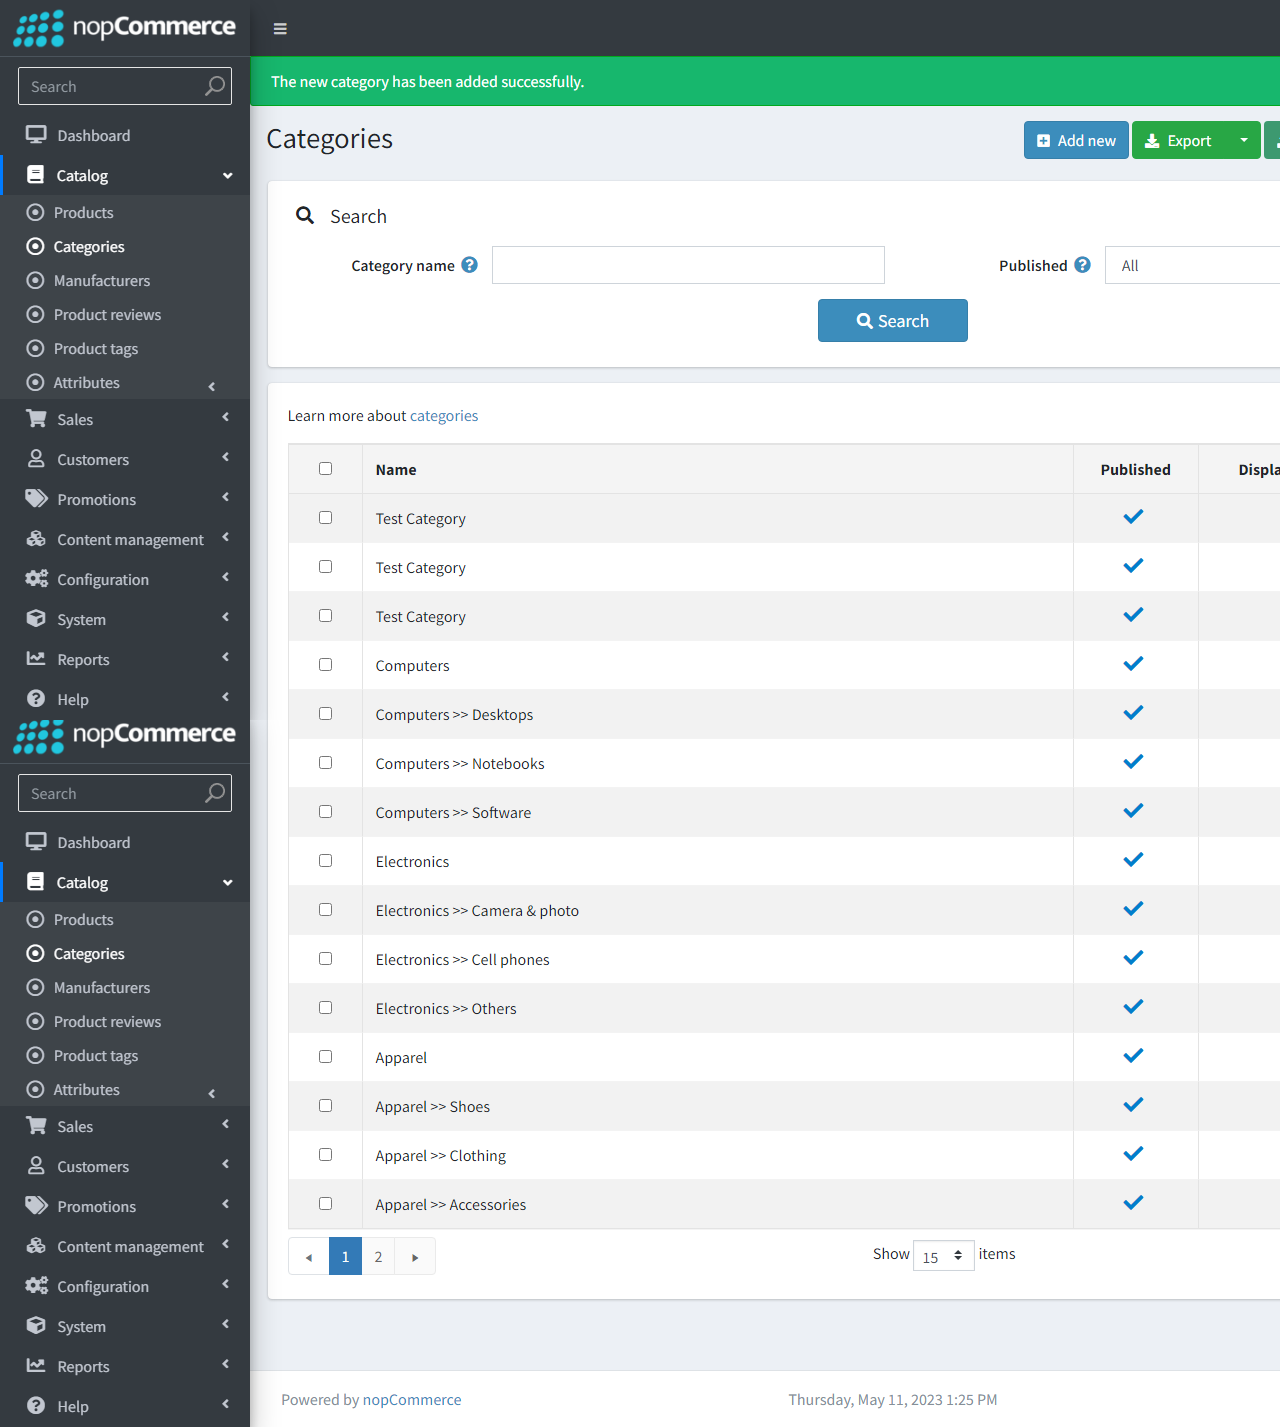 nopCommerce
Search
Dashboard
Catalog
Products
Categories
Manufacturers
Product reviews
Product tags
Attributes
Sales
Customers
Promotions
Content management
Configuration
System
Reports
Help
nopCommerce
Search
Dashboard
Catalog
Products
Categories
Manufacturers
Product reviews
Product tags
Attributes
Sales
Customers
Promotions
Content management
Configuration
System
Reports
Help
The new category has been added successfully.
Categories
Add new
Export
Search
Category name
Published
All
Search
Learn more about categories
Name Published Displa
Test Category
Test Category
Test Category
Computers
Computers >> Desktops
Computers >> Notebooks
Computers >> Software
Electronics
Electronics >> Camera & photo
Electronics >> Cell phones
Electronics >> Others
Apparel
Apparel >> Shoes
Apparel >> Clothing
Apparel >> Accessories
1 2
Show 15 items
Powered by nopCommerce
Thursday, May 11, 2023 1:25 PM